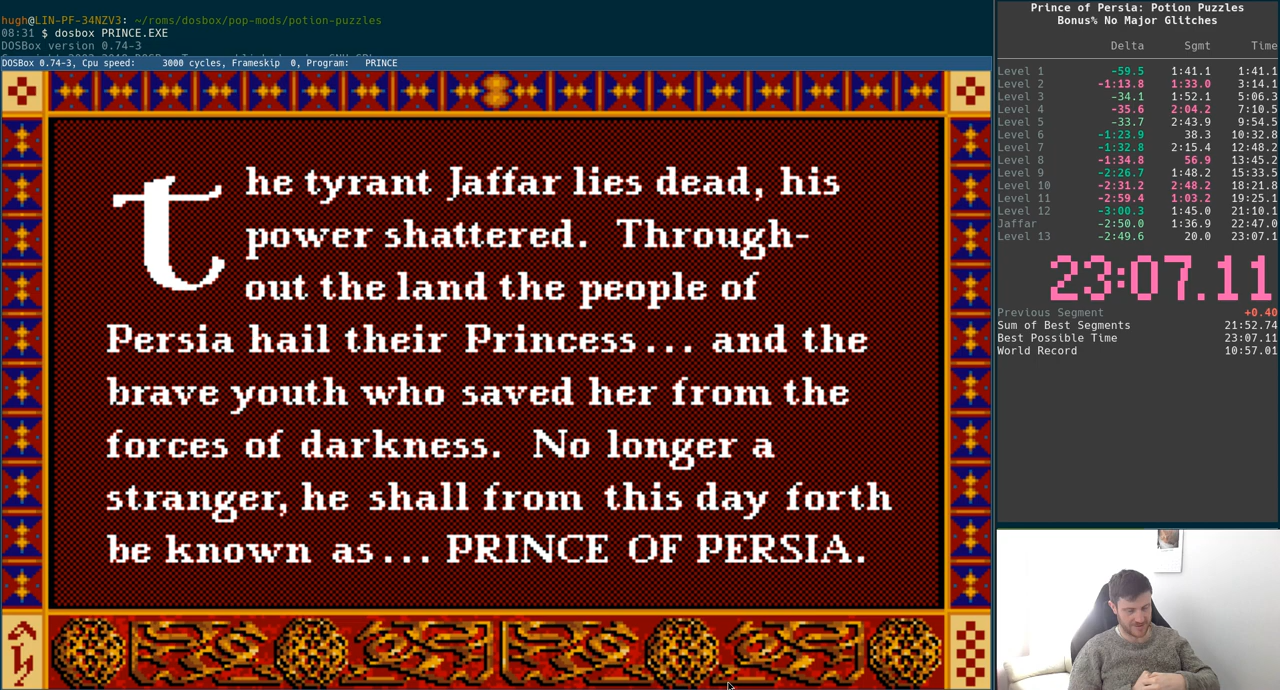 hugh@LIN-PF-34NZV3: ~/roms/dosbox/pop-mods/potion-puzzles
08:31 $ dosbox PRINCE.EXE
DOSBox version 0.74-3
DOSBox 0.74-3, Cpu speed: 3000 cycles, Frameskip 0, Program: PRINCE
the tyrant Jaffar lies dead, his
power shattered. Through-
out the land the people of
Persia hail their Princess... and the
brave youth who saved her from the
forces of darkness. No longer a
stranger, he shall from this day forth
be known as... PRINCE OF PERSIA.
Prince of Persia: Potion Puzzles
Bonus% No Major Glitches
Delta Sgmt Time
Level 1 -59.5 1:41.1 1:41.1
Level 2 -1:13.8 1:33.0 3:14.1
Level 3 -34.1 1:52.1 5:06.3
Level 4 -35.6 2:04.2 7:10.5
Level 5 -33.7 2:43.9 9:54.5
Level 6 -1:23.9 38.3 10:32.8
Level 7 -1:32.8 2:15.4 12:48.2
Level 8 -1:34.8 56.9 13:45.2
Level 9 -2:26.7 1:48.2 15:33.5
Level 10 -2:31.2 2:48.2 18:21.8
Level 11 -2:59.4 1:03.2 19:25.1
Level 12 -3:00.3 1:45.0 21:10.1
Jaffar -2:50.0 1:36.9 22:47.0
Level 13 -2:49.6 20.0 23:07.1
23:07.11
Previous Segment +0.40
Sum of Best Segments 21:52.74
Best Possible Time 23:07.11
World Record 10:57.01